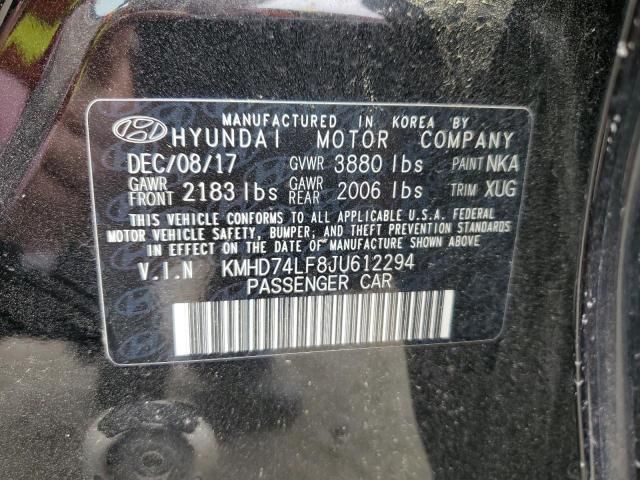 MANUFACTURED IN KOREA BY
HYUNDAI MOTOR COMPANY
DEC/08/17 GVWR 3880 lbs PAINT NKA
GAWR FRONT 2183 lbs GAWR REAR 2006 lbs TRIM XUG
THIS VEHICLE CONFORMS TO ALL APPLICABLE U.S.A. FEDERAL
MOTOR VEHICLE SAFETY, BUMPER, AND THEFT PREVENTION STANDARDS
IN EFFECT ON THE DATE OF MANUFACTURE SHOWN ABOVE.
V.I.N KMHD74LF8JU612294
PASSENGER CAR